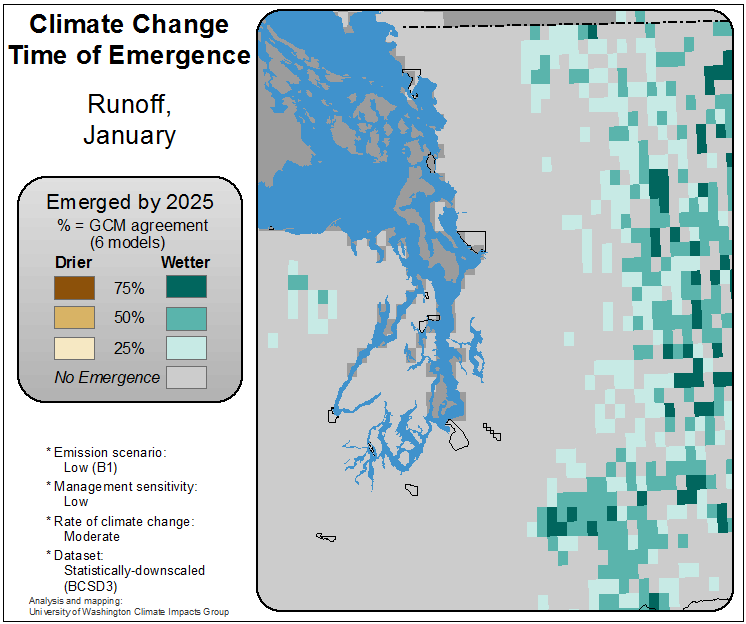 Climate Change
Time of Emergence
Runoff,
January
Emerged by 2025
% = GCM agreement
(6 models)
Drier Wetter
75%
50%
25%
No Emergence
* Emission scenario:
Low (B1)
* Management sensitivity:
Low
* Rate of climate change:
Moderate
* Dataset:
Statistically-downscaled
(BCSD3)
Analysis and mapping:
University of Washington Climate Impacts Group